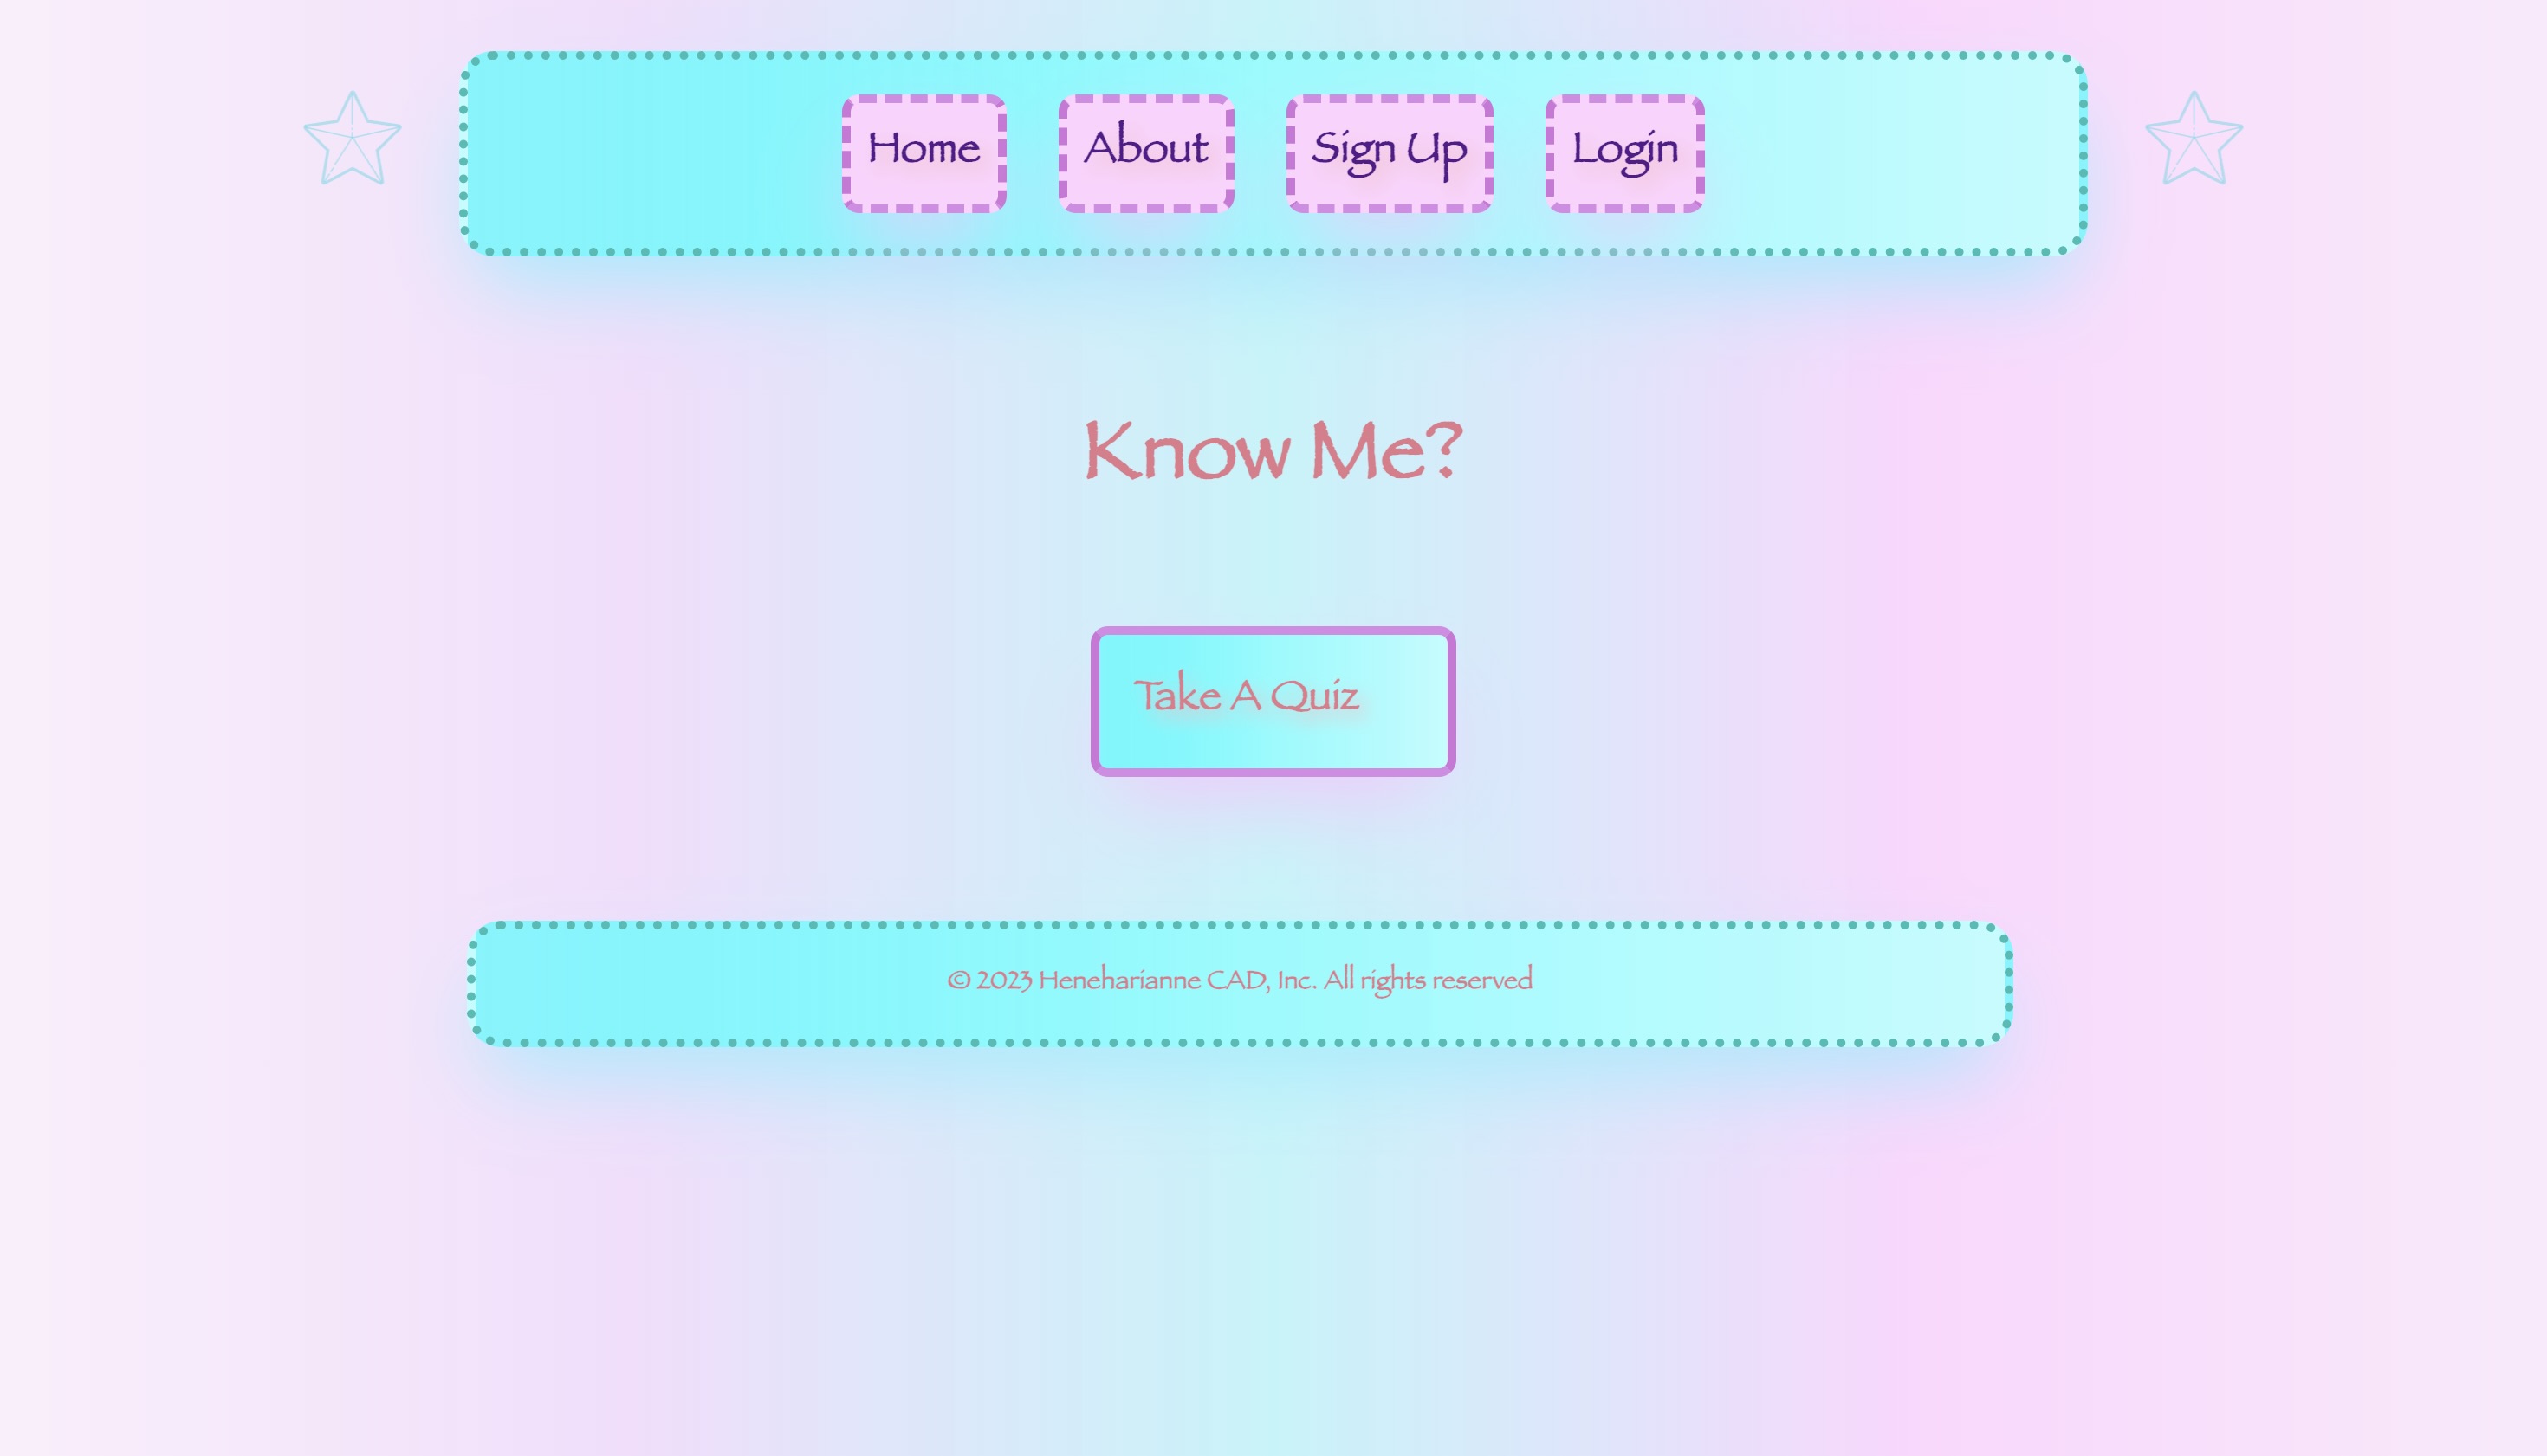 Home About Sign Up Login
Know Me?
Take A Quiz
© 2023 Heneharianne CAD, Inc. All rights reserved